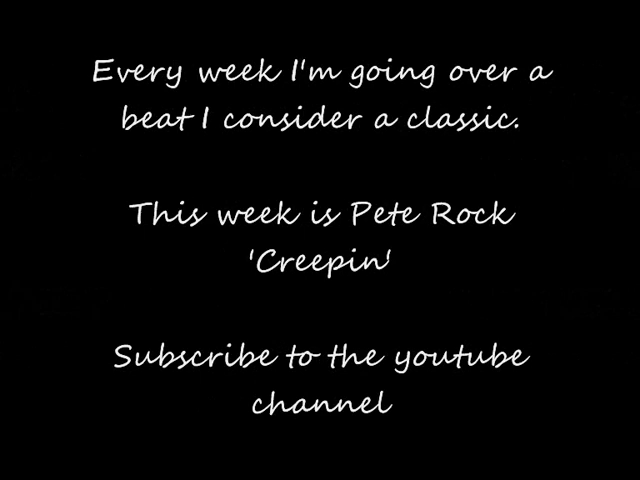 Every week I'm going over a
beat I consider a classic.
This week is Pete Rock
'Creepin'
Subscribe to the youtube
channel